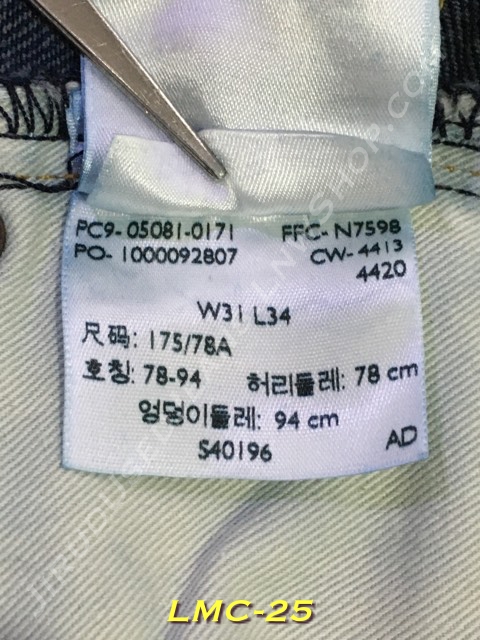 PC9- 05081-0171 FFC- N7598
PO- 1000092807 CW- 4413
4420
W31 L34
尺码: 175/78A
호칭: 78-94 허리둘레: 78 cm
엉덩이둘레: 94 cm
S40196 AD
LMC-25